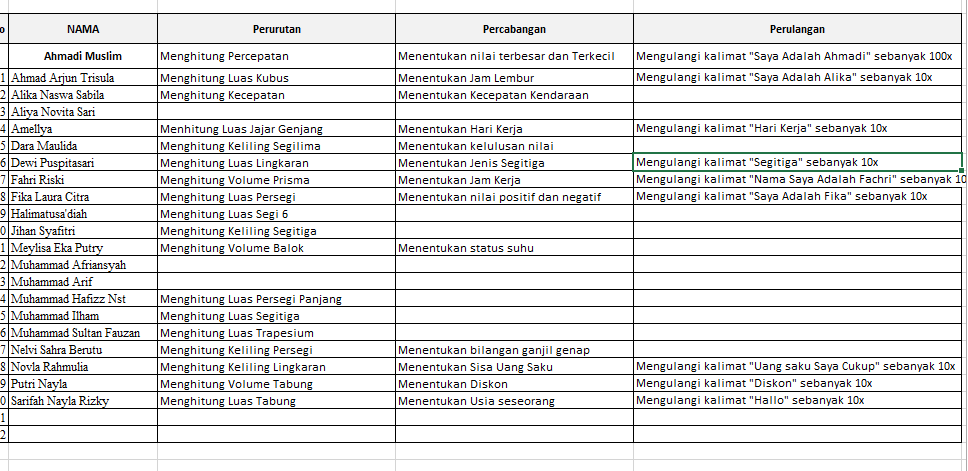 o NAMA Perurutan Percabangan Perulangan
Ahmadi Muslim Menghitung Percepatan Menentukan nilai terbesar dan Terkecil Mengulangi kalimat "Saya Adalah Ahmadi" sebanyak 100x
1 Ahmad Arjun Trisula Menghitung Luas Kubus Menentukan Jam Lembur Mengulangi kalimat "Saya Adalah Alika" sebanyak 10x
2 Alika Naswa Sabila Menghitung Kecepatan Menentukan Kecepatan Kendaraan
3 Aliya Novita Sari
4 Amellya Menhitung Luas Jajar Genjang Menentukan Hari Kerja Mengulangi kalimat "Hari Kerja" sebanyak 10x
5 Dara Maulida Menghitung Keliling Segilima Menentukan kelulusan nilai
6 Dewi Puspitasari Menghitung Luas Lingkaran Menentukan Jenis Segitiga Mengulangi kalimat "Segitiga" sebanyak 10x
7 Fahri Riski Menghitung Volume Prisma Menentukan Jam Kerja Mengulangi kalimat "Nama Saya Adalah Fachri" sebanyak 10
8 Fika Laura Citra Menghitung Luas Persegi Menentukan nilai positif dan negatif Mengulangi kalimat "Saya Adalah Fika" sebanyak 10x
9 Halimatusa'diah Menghitung Luas Segi 6
0 Jihan Syafitri Menghitung Keliling Segitiga
1 Meylisa Eka Putry Menghitung Volume Balok Menentukan status suhu
2 Muhammad Afriansyah
3 Muhammad Arif
4 Muhammad Hafizz Nst Menghitung Luas Persegi Panjang
5 Muhammad Ilham Menghitung Luas Segitiga
6 Muhammad Sultan Fauzan Menghitung Luas Trapesium
7 Nelvi Sahra Berutu Menghitung Keliling Persegi Menentukan bilangan ganjil genap
8 Novla Rahmulia Menghitung Keliling Lingkaran Menentukan Sisa Uang Saku Mengulangi kalimat "Uang saku Saya Cukup" sebanyak 10x
9 Putri Nayla Menghitung Volume Tabung Menentukan Diskon Mengulangi kalimat "Diskon" sebanyak 10x
0 Sarifah Nayla Rizky Menghitung Luas Tabung Menentukan Usia seseorang Mengulangi kalimat "Hallo" sebanyak 10x
1
2